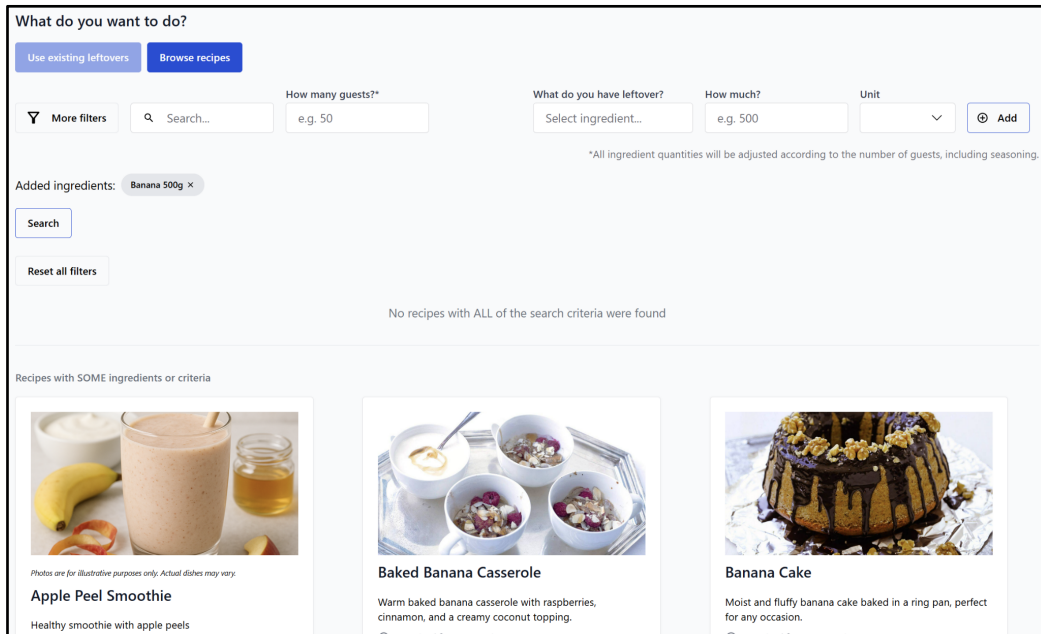 What do you want to do?
Use existing leftovers
Browse recipes
How many guests?*
What do you have leftover?
How much?
Unit
More filters
Search...
e.g. 50
Select ingredient...
e.g. 500
Add
*All ingredient quantities will be adjusted according to the number of guests, including seasoning.
Added ingredients:
Banana 500g ×
Search
Reset all filters
No recipes with ALL of the search criteria were found
Recipes with SOME ingredients or criteria
Photos are for illustrative purposes only. Actual dishes may vary.
Apple Peel Smoothie
Healthy smoothie with apple peels
Baked Banana Casserole
Warm baked banana casserole with raspberries,
cinnamon, and a creamy coconut topping.
Banana Cake
Moist and fluffy banana cake baked in a ring pan, perfect
for any occasion.